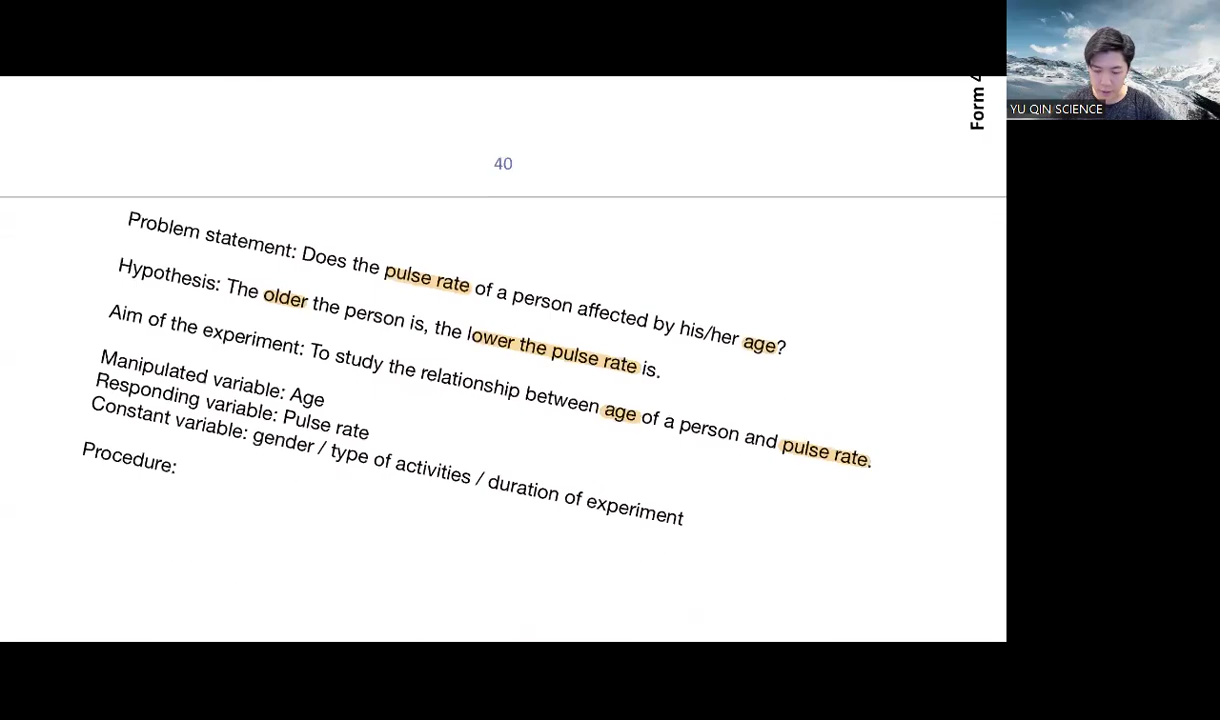 YU QIN SCIENCE
Form 4
40
Problem statement: Does the pulse rate of a person affected by his/her age?
Hypothesis: The older the person is, the lower the pulse rate is.
Aim of the experiment: To study the relationship between age of a person and pulse rate.
Manipulated variable: Age
Responding variable: Pulse rate
Constant variable: gender / type of activities / duration of experiment
Procedure: